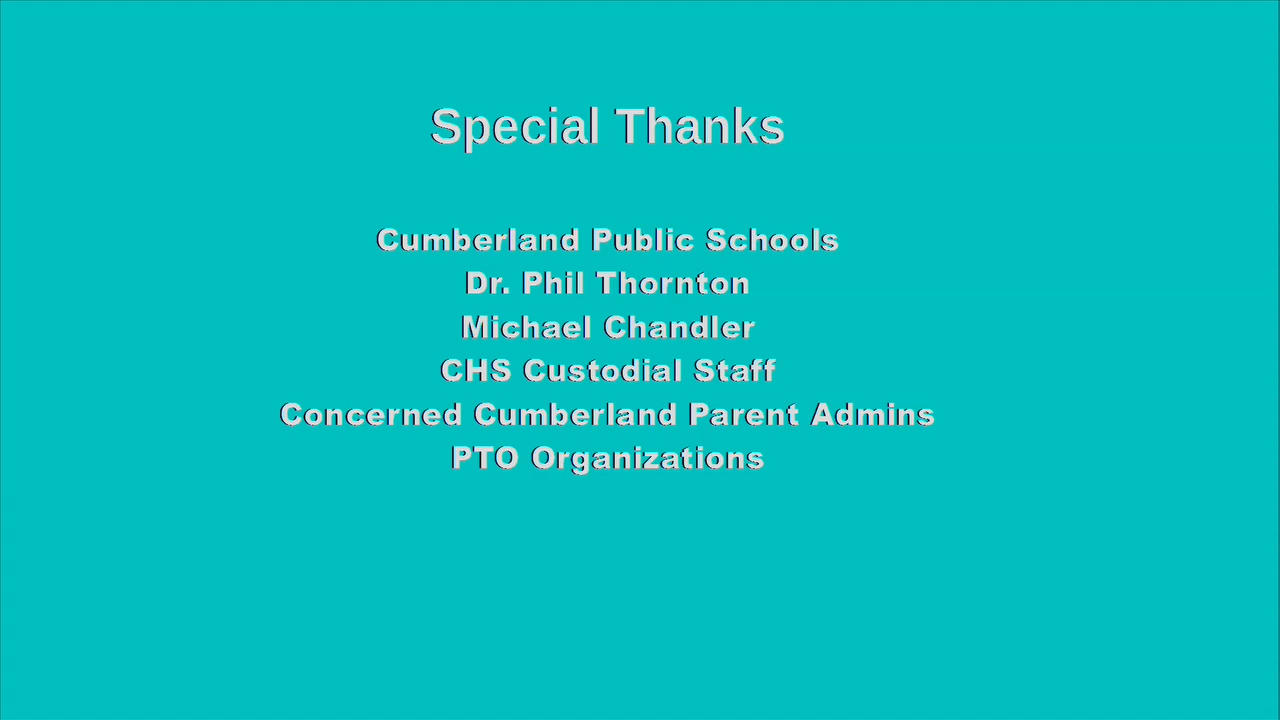 Special Thanks
Cumberland Public Schools
Dr. Phil Thornton
Michael Chandler
CHS Custodial Staff
Concerned Cumberland Parent Admins
PTO Organizations